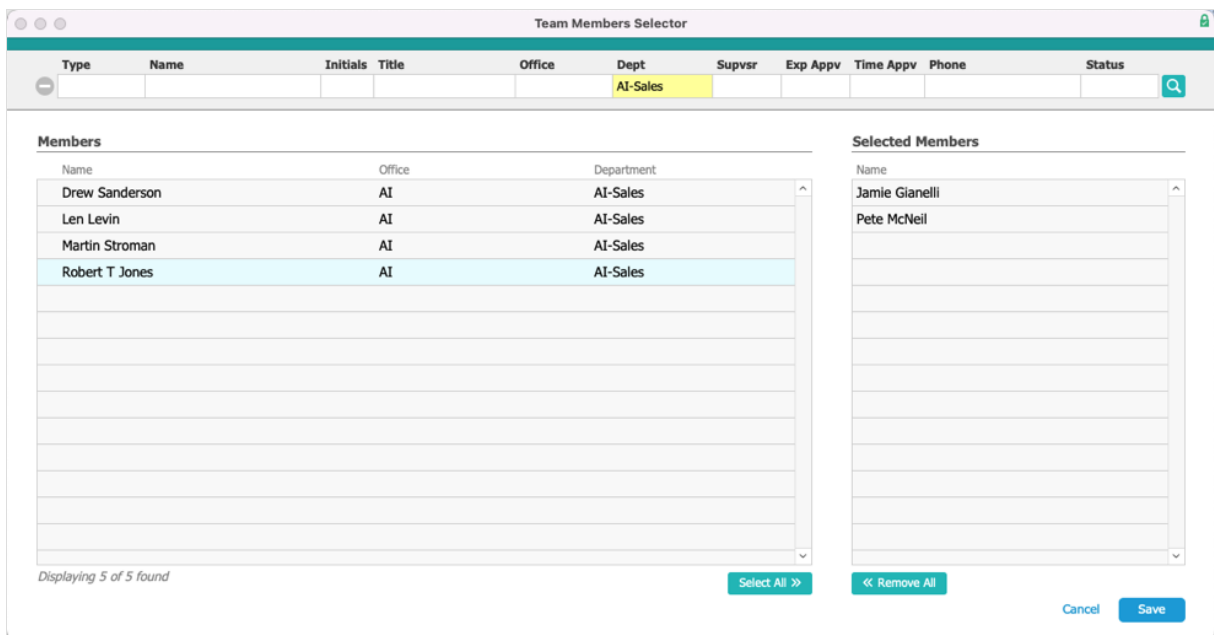 Team Members Selector
Type Name Initials Title Office Dept Supvsr Exp Appv Time Appv Phone Status
AI-Sales
Members Selected Members
Name Office Department Name
Drew Sanderson AI AI-Sales Jamie Gianelli
Len Levin AI AI-Sales Pete McNeil
Martin Stroman AI AI-Sales
Robert T Jones AI AI-Sales
Displaying 5 of 5 found
Select All » « Remove All
Cancel Save